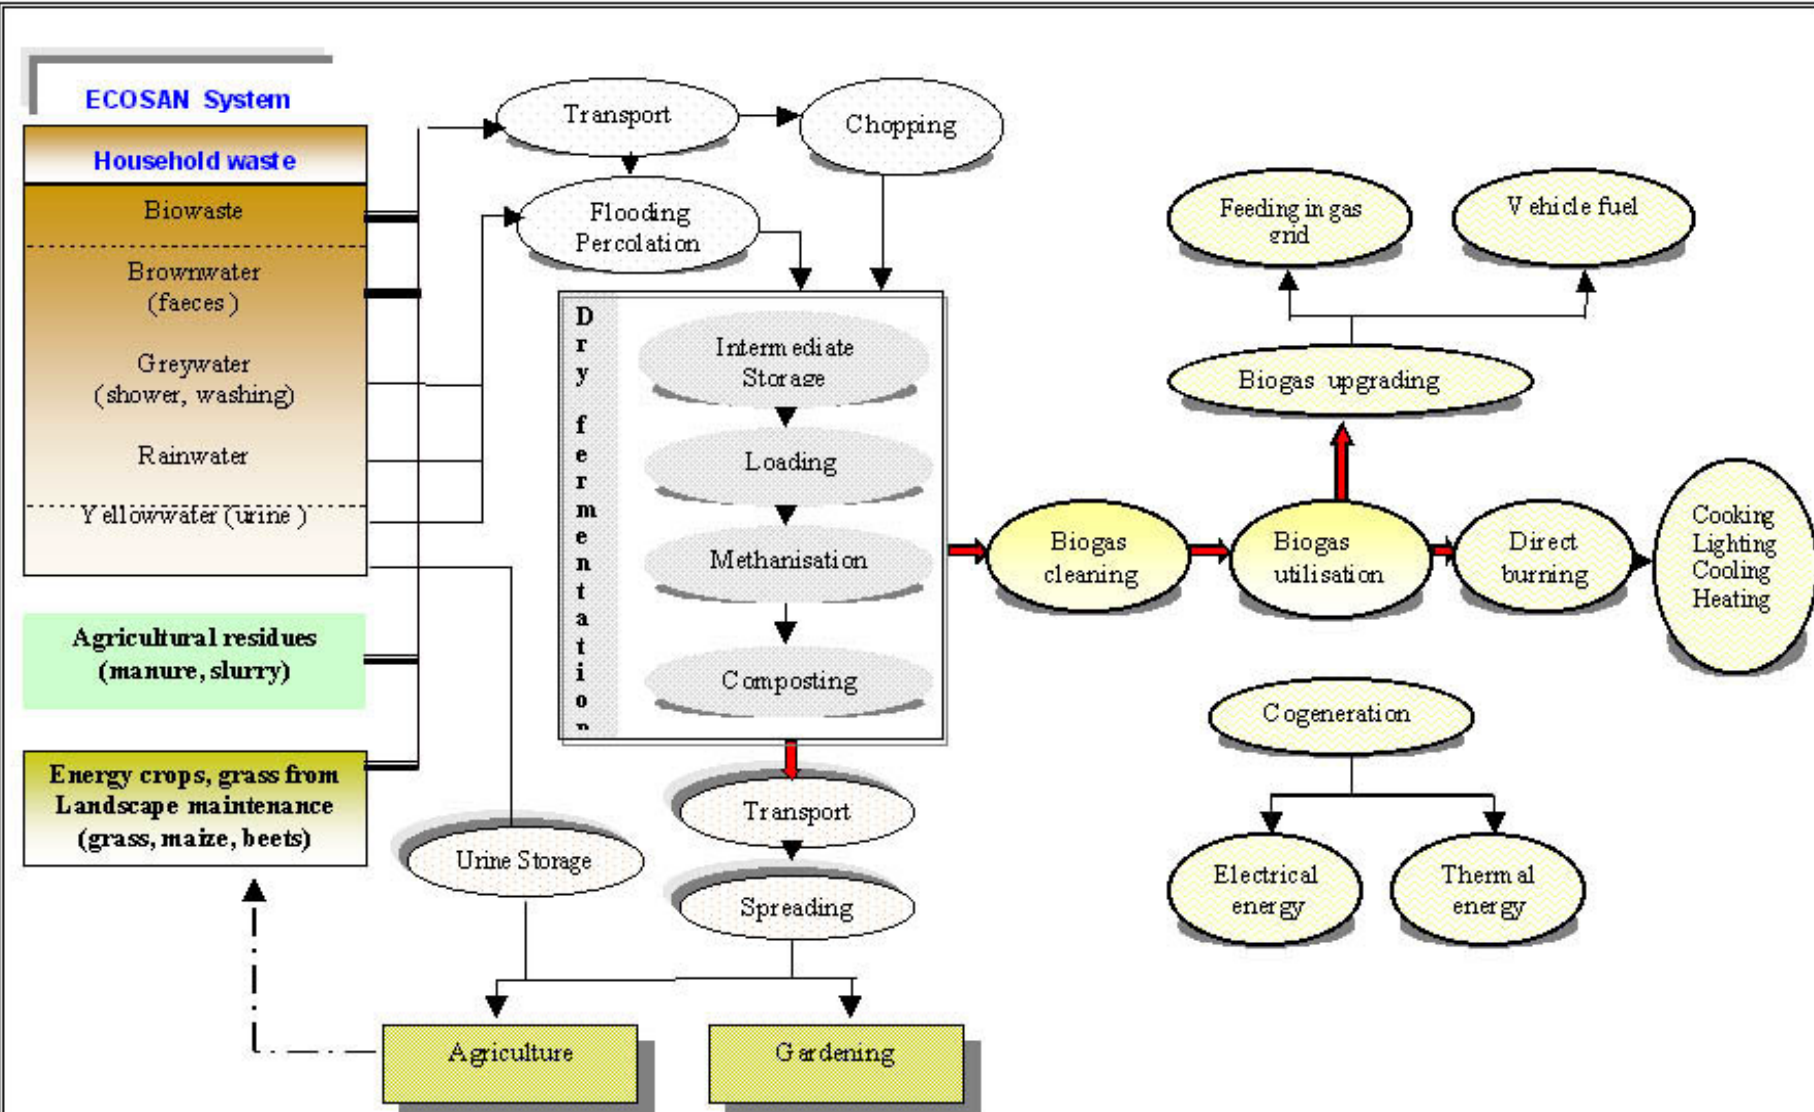 ECOSAN System
Household waste
Biowaste
Brownwater
(faeces)
Greywater
(shower, washing)
Rainwater
Yellowwater (urine)
Agricultural residues
(manure, slurry)
Energy crops, grass from
Landscape maintenance
(grass, maize, beets)
Transport
Chopping
Flooding
Percolation
Dry fermentation
Intermediate
Storage
Loading
Methanisation
Composting
Transport
Spreading
Urine Storage
Agriculture
Gardening
Biogas
cleaning
Biogas
utilisation
Direct
burning
Cooking
Lighting
Cooling
Heating
Biogas upgrading
Feeding in gas
grid
Vehicle fuel
Cogeneration
Electrical
energy
Thermal
energy